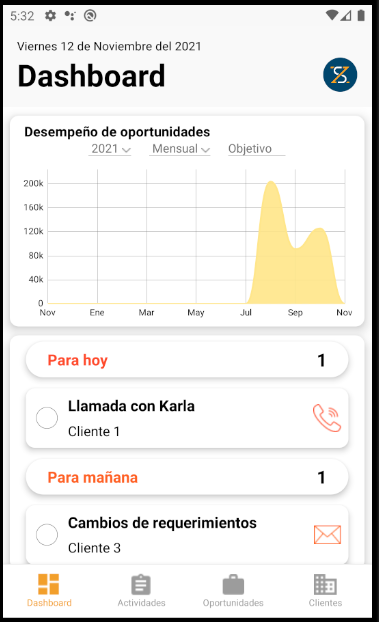 5:32
Viernes 12 de Noviembre del 2021
Dashboard
Desempeño de oportunidades
2021 Mensual Objetivo
200k
160k
120k
80k
40k
0
Nov Ene Mar May Jul Sep Nov
Para hoy 1
Llamada con Karla
Cliente 1
Para mañana 1
Cambios de requerimientos
Cliente 3
Dashboard Actividades Oportunidades Clientes